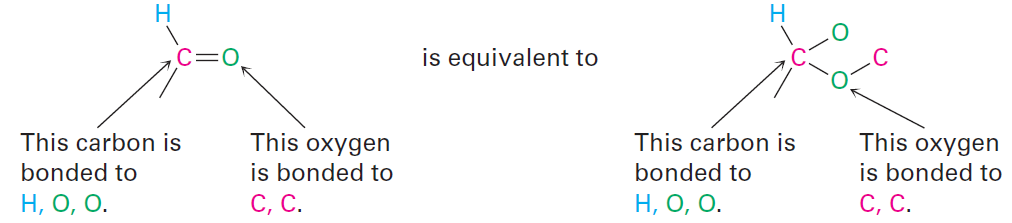 H
C=O
is equivalent to
H
O
C
C
O
This carbon is
bonded to
H, O, O.
This oxygen
is bonded to
C, C.
This carbon is
bonded to
H, O, O.
This oxygen
is bonded to
C, C.